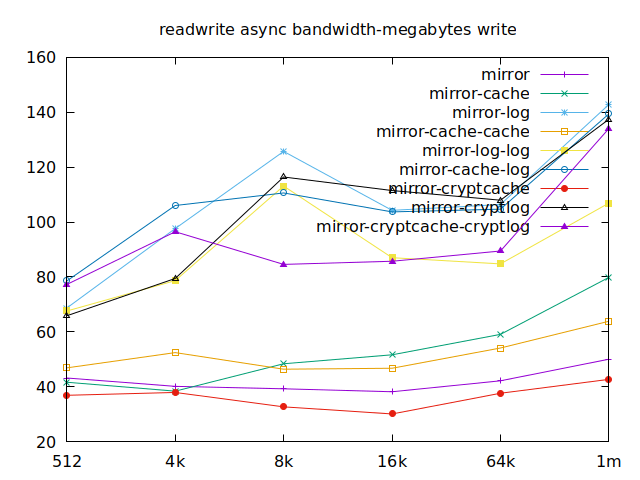 readwrite async bandwidth-megabytes write
160
140
120
100
80
60
40
20
mirror
mirror-cache
mirror-log
mirror-cache-cache
mirror-log-log
mirror-cache-log
mirror-cryptcache
mirror-cryptlog
mirror-cryptcache-cryptlog
512 4k 8k 16k 64k 1m